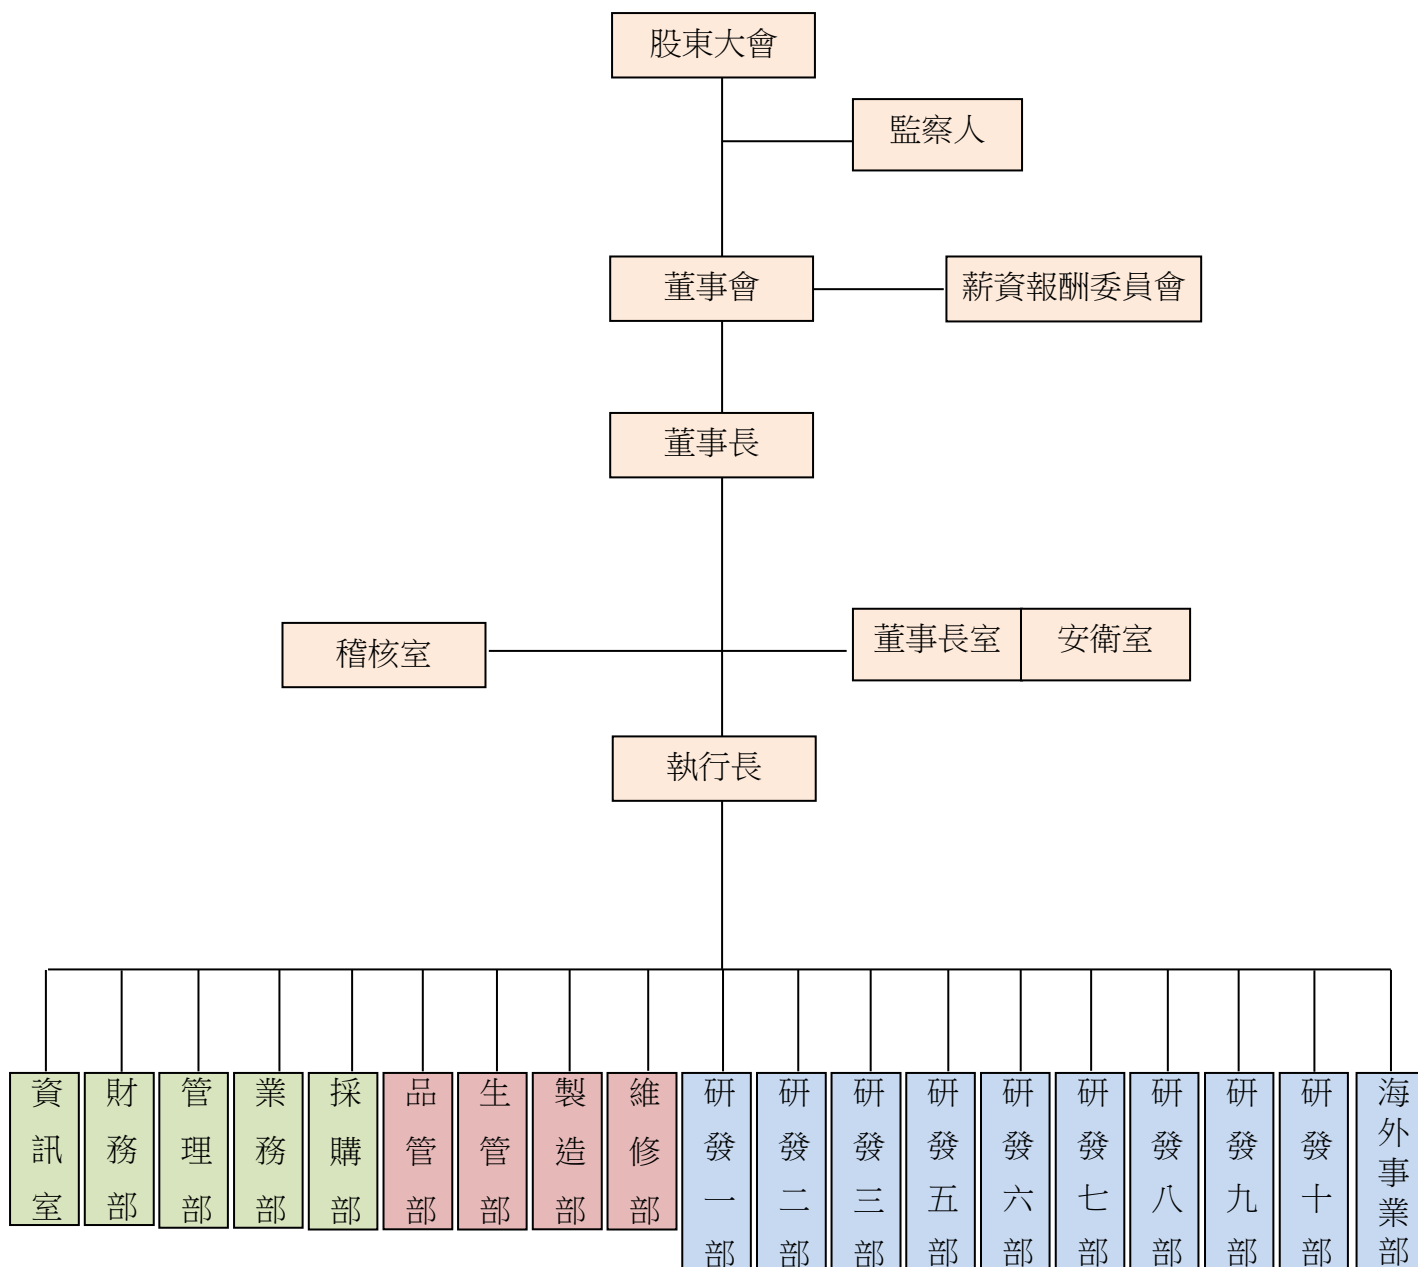 股東大會
監察人
董事會
薪資報酬委員會
董事長
稽核室
董事長室
安衛室
執行長
資訊室
財務部
管理部
業務部
採購部
品管部
生管部
製造部
維修部
研發一部
研發二部
研發三部
研發五部
研發六部
研發七部
研發八部
研發九部
研發十部
海外事業部